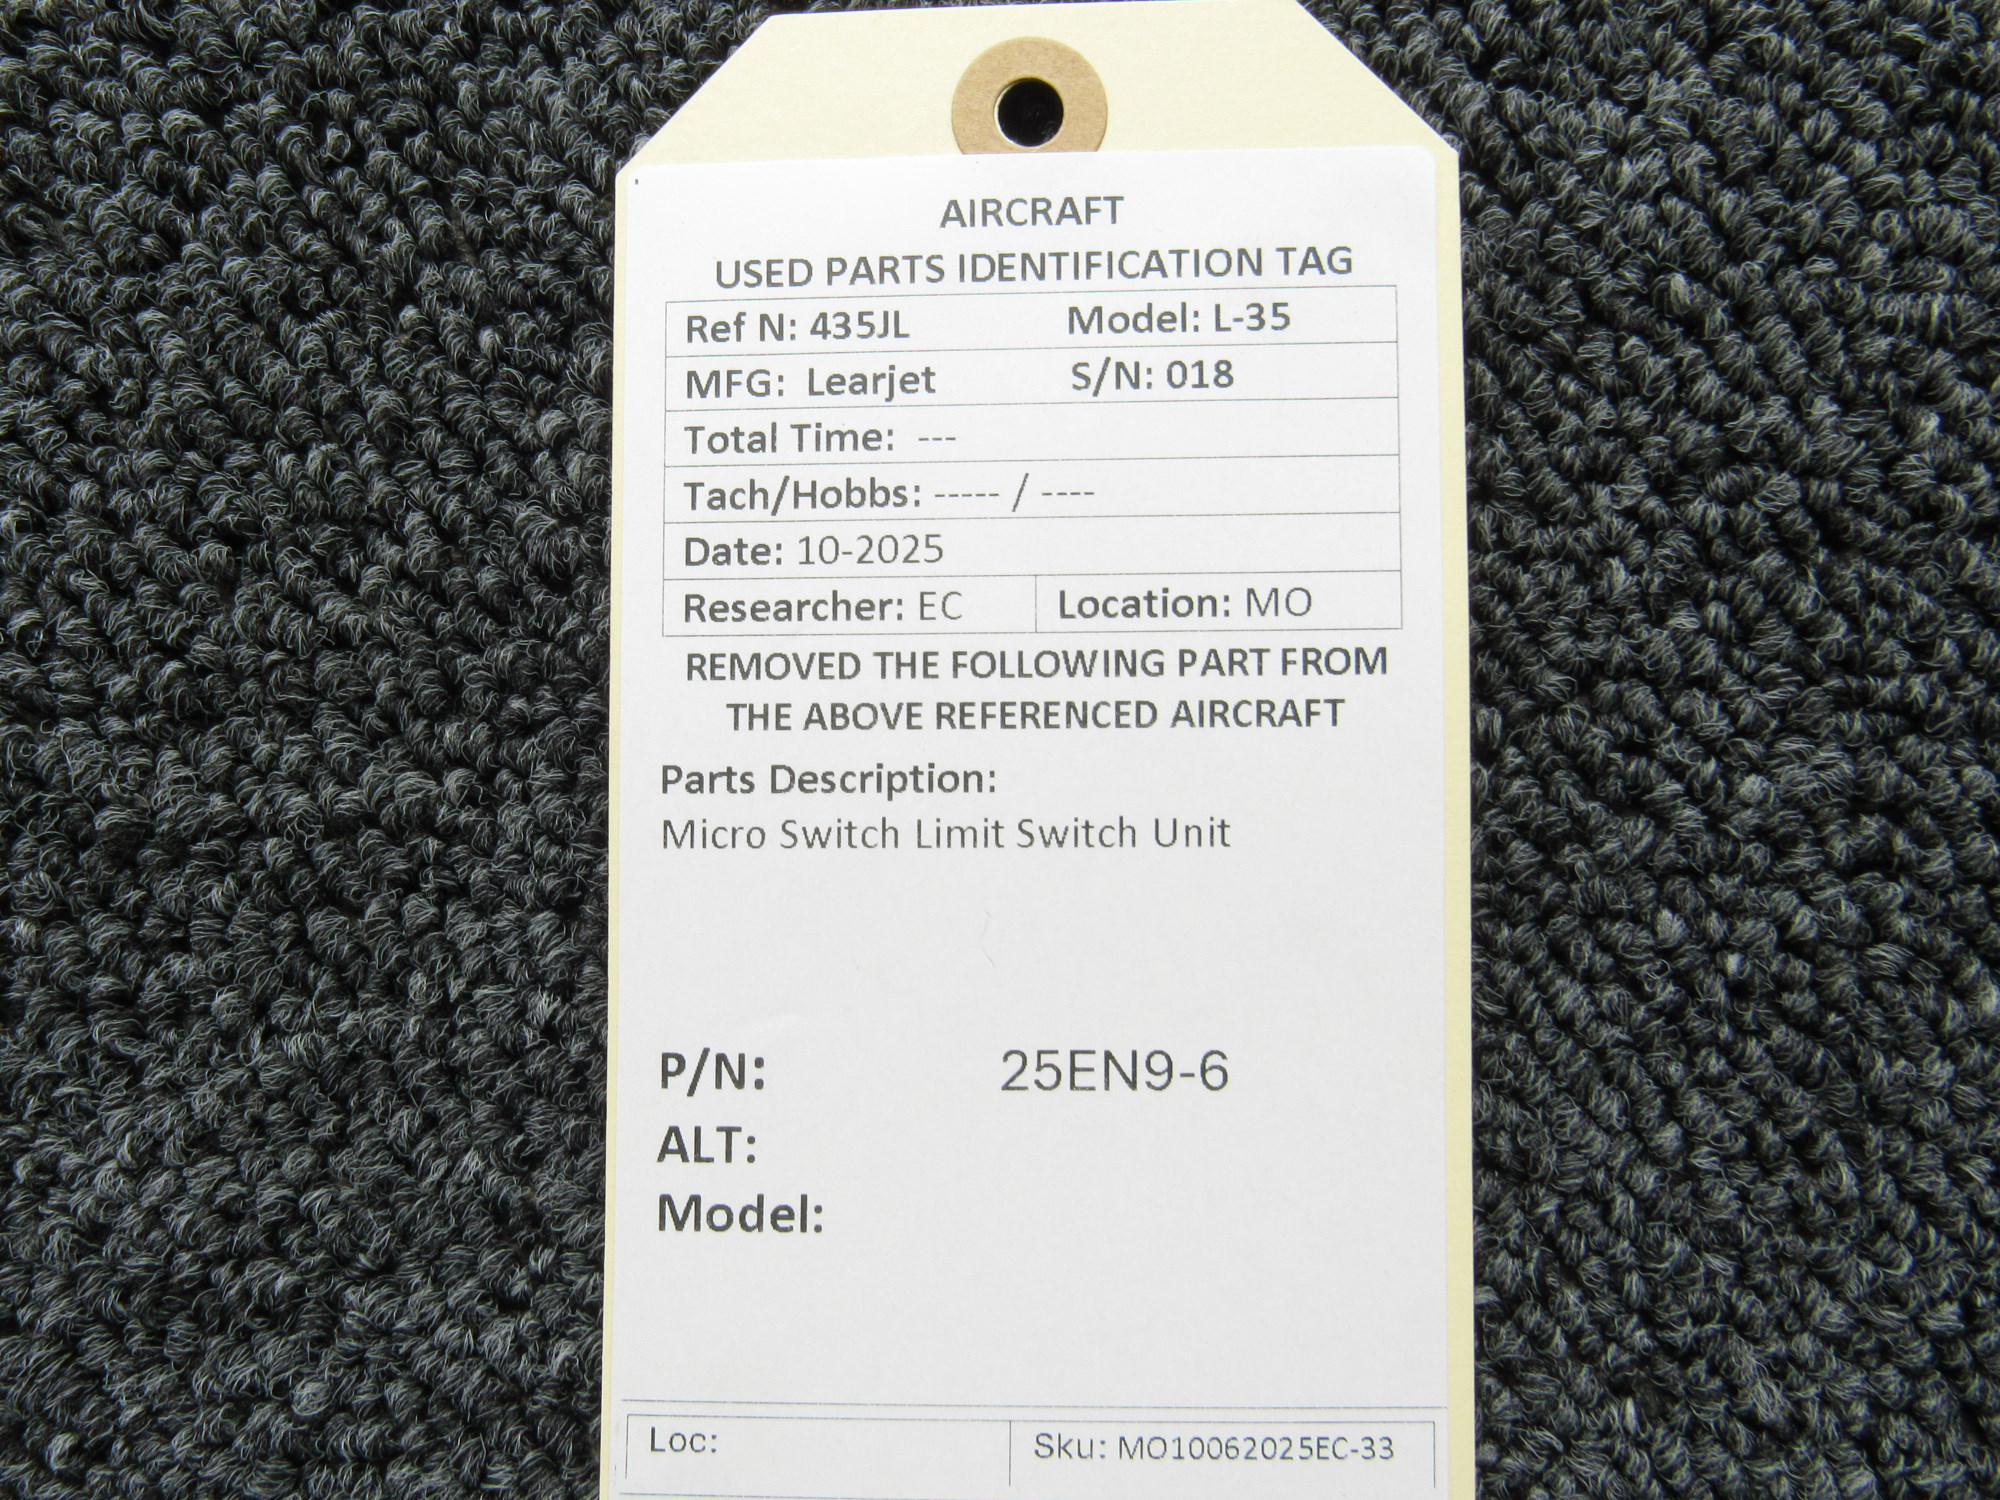 AIRCRAFT
USED PARTS IDENTIFICATION TAG
Ref N: 435JL Model: L-35
MFG: Learjet S/N: 018
Total Time: ---
Tach/Hobbs: ----- / ----
Date: 10-2025
Researcher: EC Location: MO
REMOVED THE FOLLOWING PART FROM
THE ABOVE REFERENCED AIRCRAFT
Parts Description:
Micro Switch Limit Switch Unit
P/N: 25EN9-6
ALT:
Model:
Loc: Sku: MO10062025EC-33